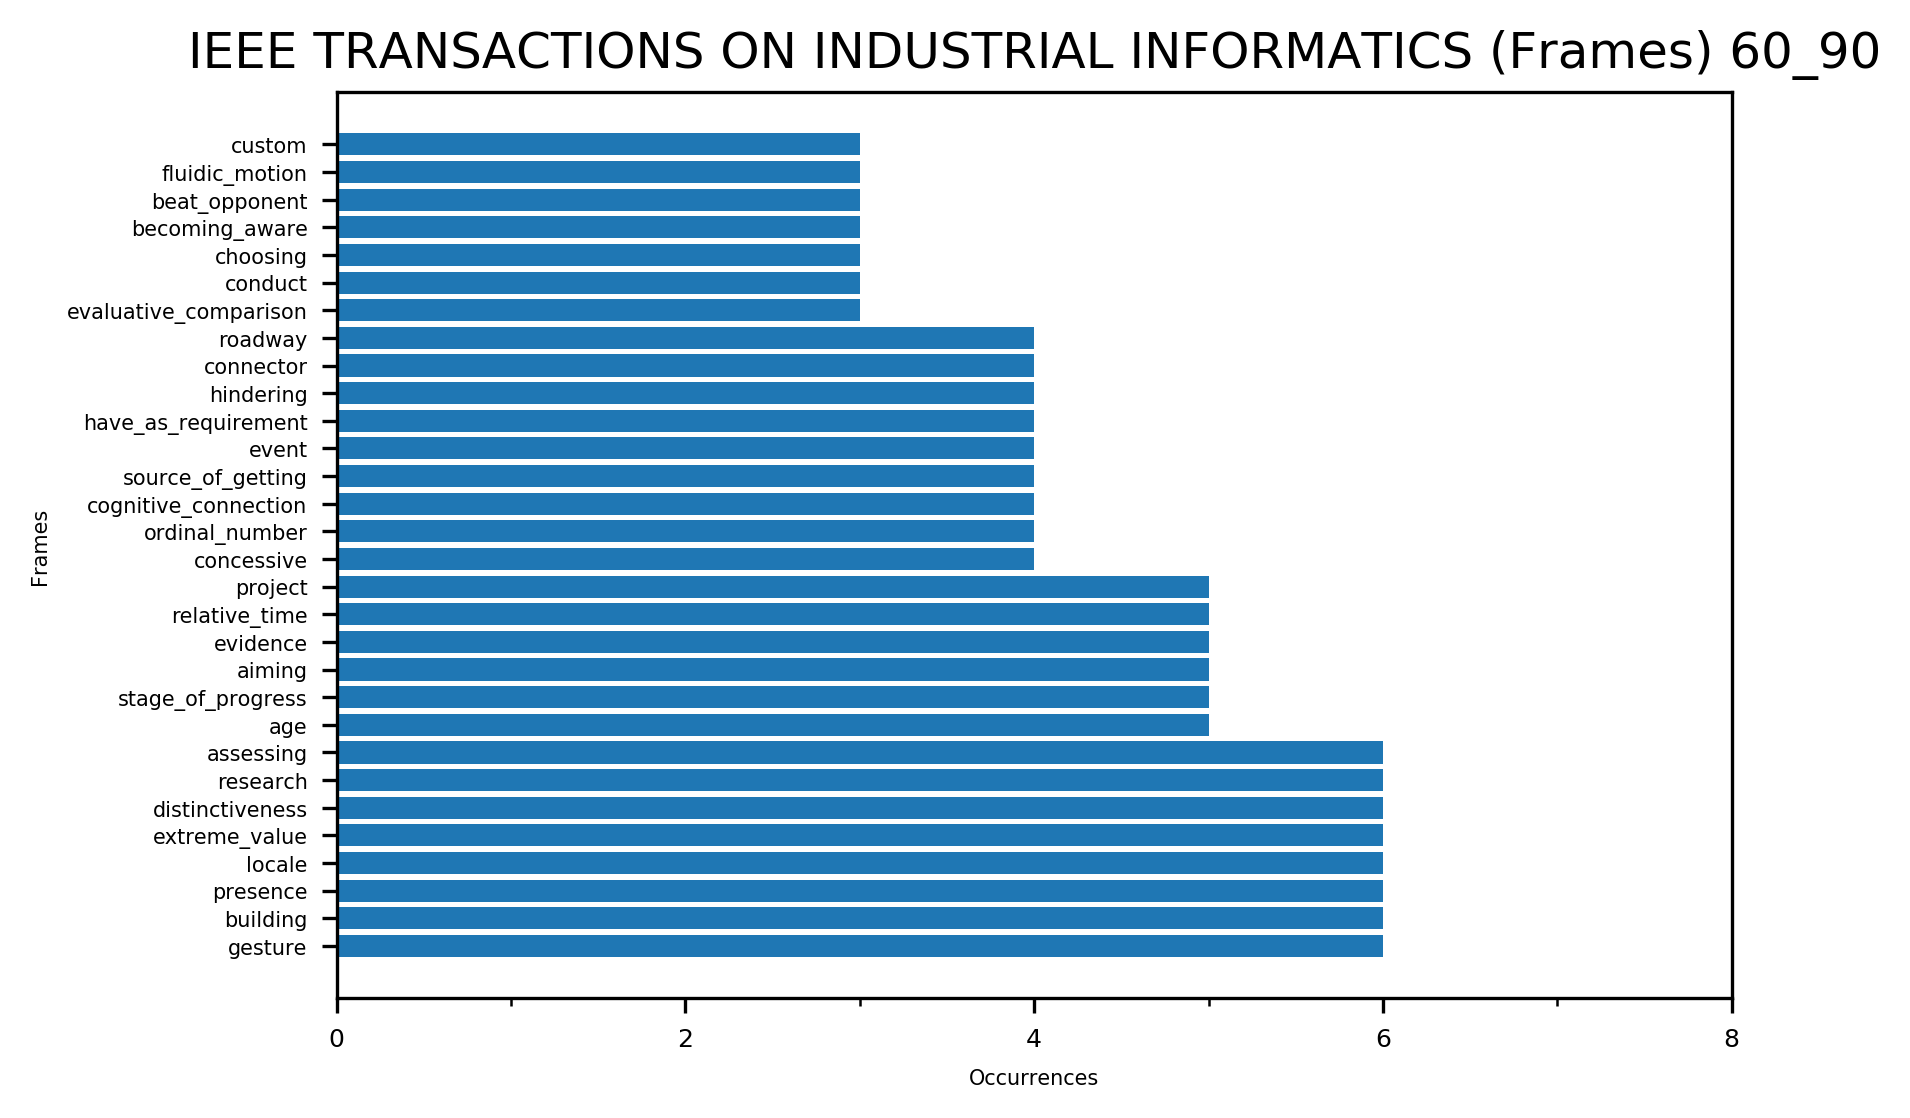 IEEE TRANSACTIONS ON INDUSTRIAL INFORMATICS (Frames) 60_90
custom
fluidic_motion
beat_opponent
becoming_aware
choosing
conduct
evaluative_comparison
roadway
connector
hindering
have_as_requirement
event
source_of_getting
cognitive_connection
ordinal_number
concessive
project
relative_time
evidence
aiming
stage_of_progress
age
assessing
research
distinctiveness
extreme_value
locale
presence
building
gesture
Frames
0 2 4 6 8
Occurrences